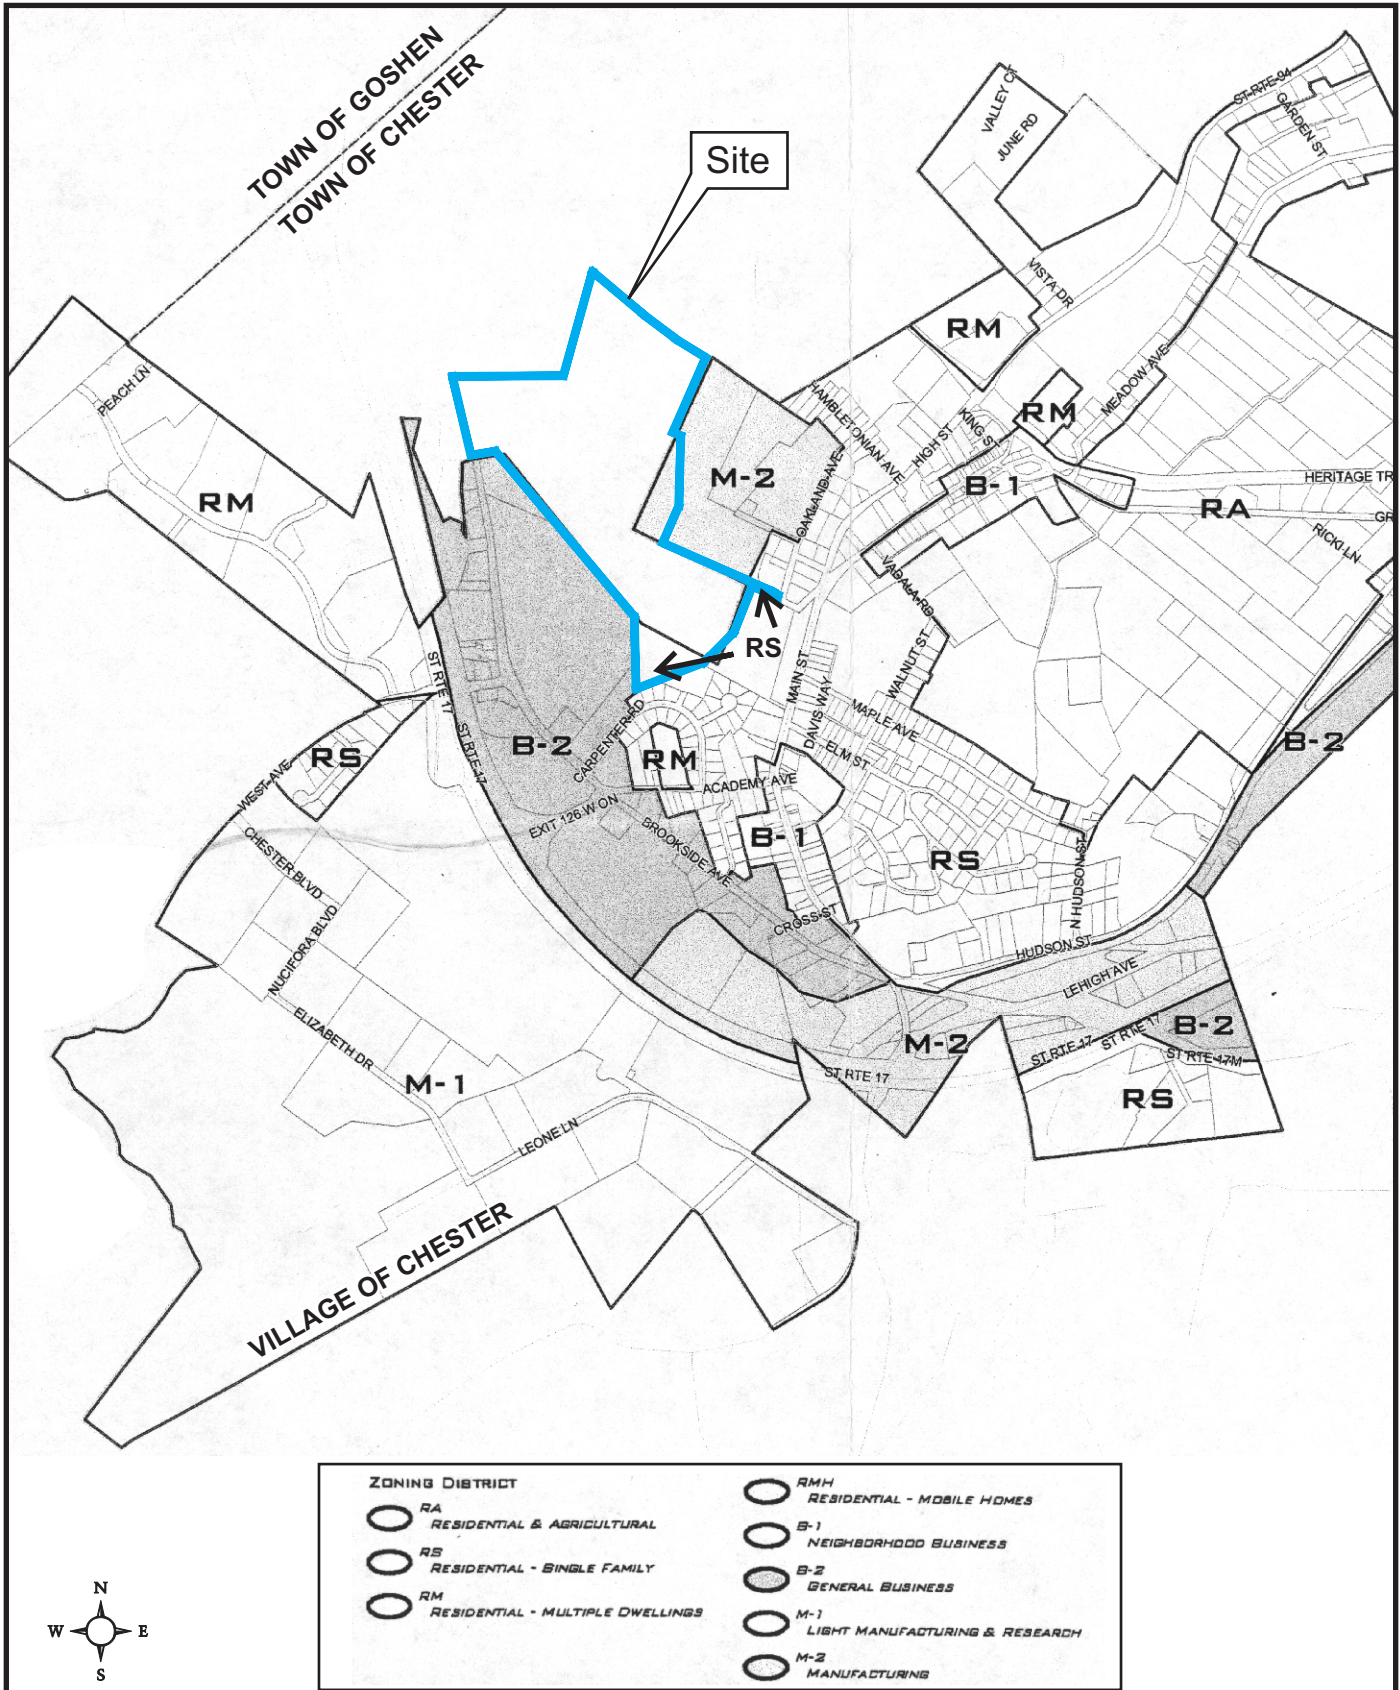 TOWN OF GOSHEN
TOWN OF CHESTER
Site
VALLEY CT
JUNE RD
ST RTE 94
GARDEN ST
VISTA DR
RM
PEACH LN
HAMBLETONIAN AVE
HIGH ST
KING ST
RM
MEADOW AVE
RM
M-2
OAKLAND AVE
B-1
RA
HERITAGE TR
GR
RICKI LN
VADALA RD
RS
MAIN ST
DAVIS WAY
WALNUT ST
MAPLE AVE
ELM ST
ST RTE 17
ST RTE 17
B-2
CARPENTER RD
RM
ACADEMY AVE
RS
WEST AVE
B-2
EXIT 126 W ON
BROOKSIDE AVE
B-1
RS
CHESTER BLVD
NUCIFORA BLVD
CROSS ST
N HUDSON ST
HUDSON ST
LEHIGH AVE
ELIZABETH DR
M-1
M-2
ST RTE 17
ST RTE 17
ST RTE 17
B-2
ST RTE 17M
RS
LEONE LN
VILLAGE OF CHESTER
ZONING DISTRICT
RA
RESIDENTIAL & AGRICULTURAL
RS
RESIDENTIAL - SINGLE FAMILY
RM
RESIDENTIAL - MULTIPLE DWELLINGS
RMH
RESIDENTIAL - MOBILE HOMES
B-1
NEIGHBORHOOD BUSINESS
B-2
GENERAL BUSINESS
M-1
LIGHT MANUFACTURING & RESEARCH
M-2
MANUFACTURING
N
W E
S